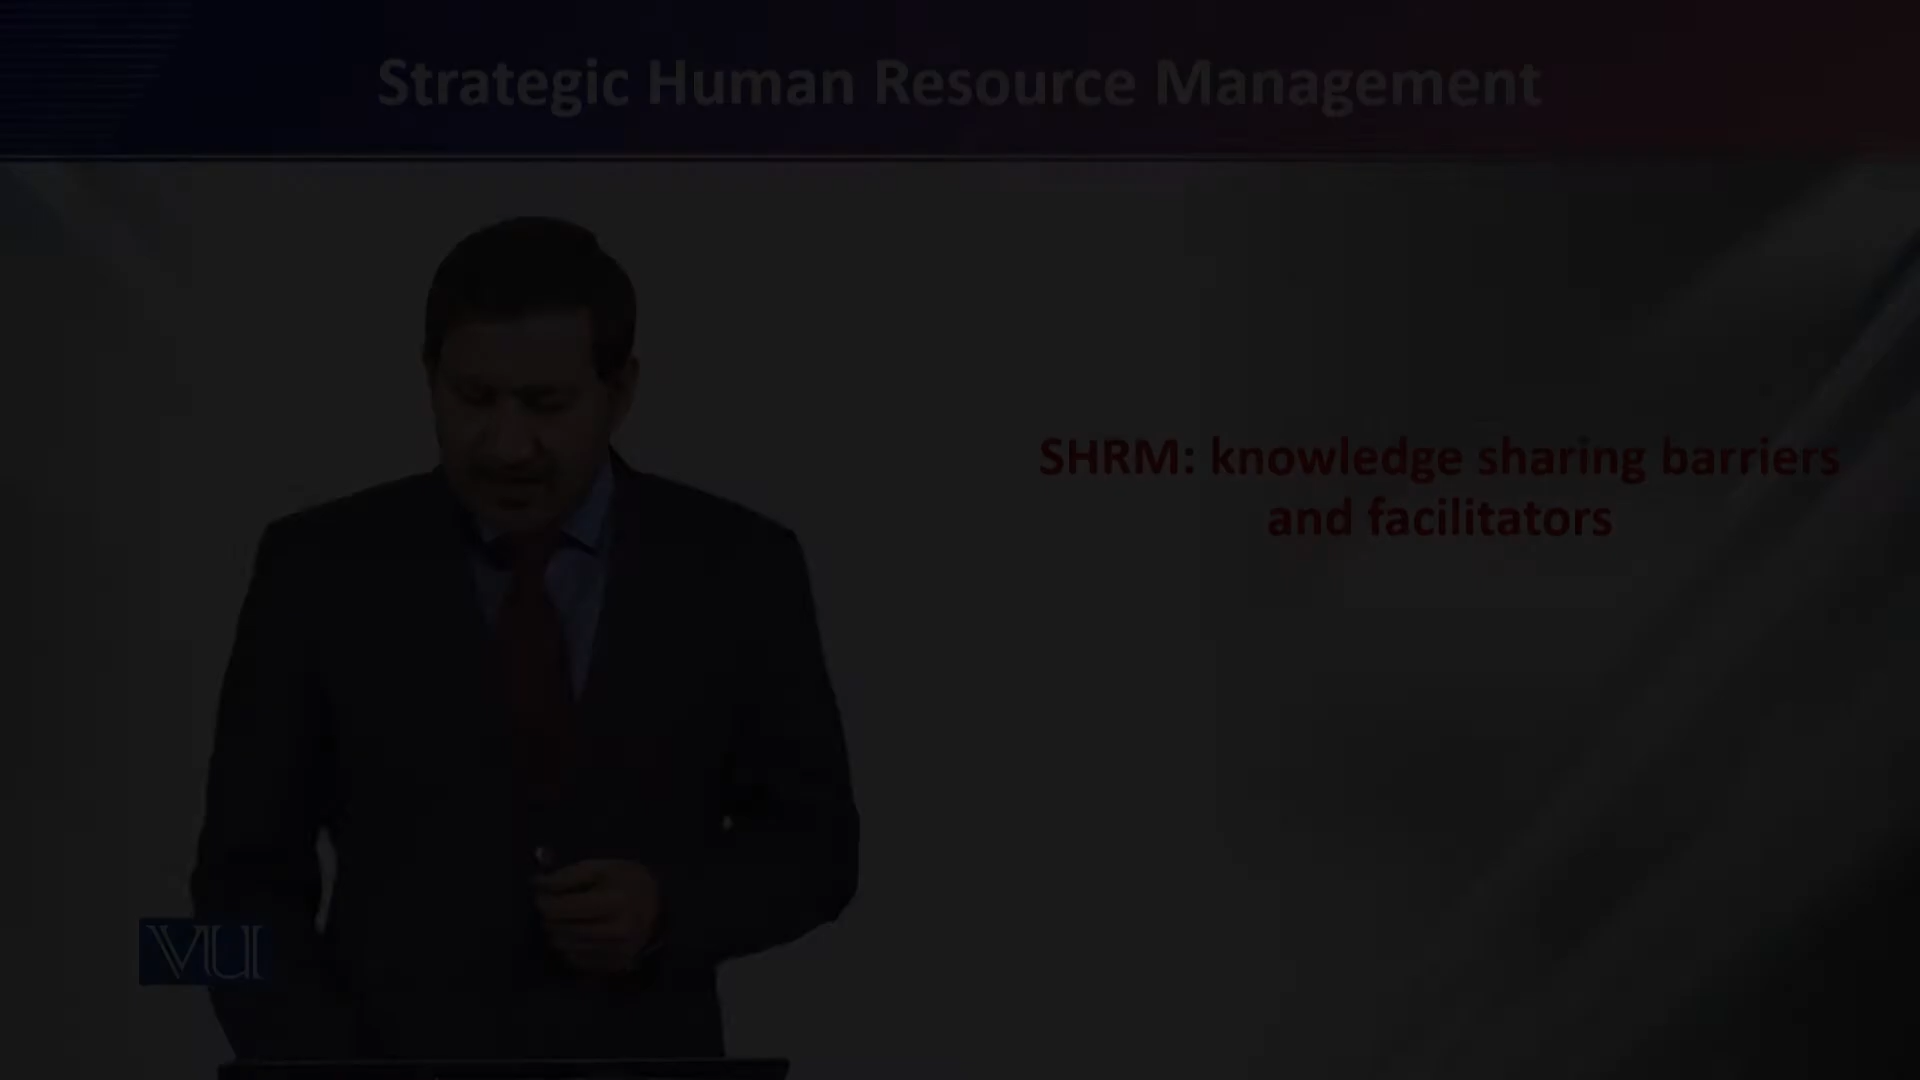 Strategic Human Resource Management
SHRM: knowledge sharing barriers
and facilitators
VU